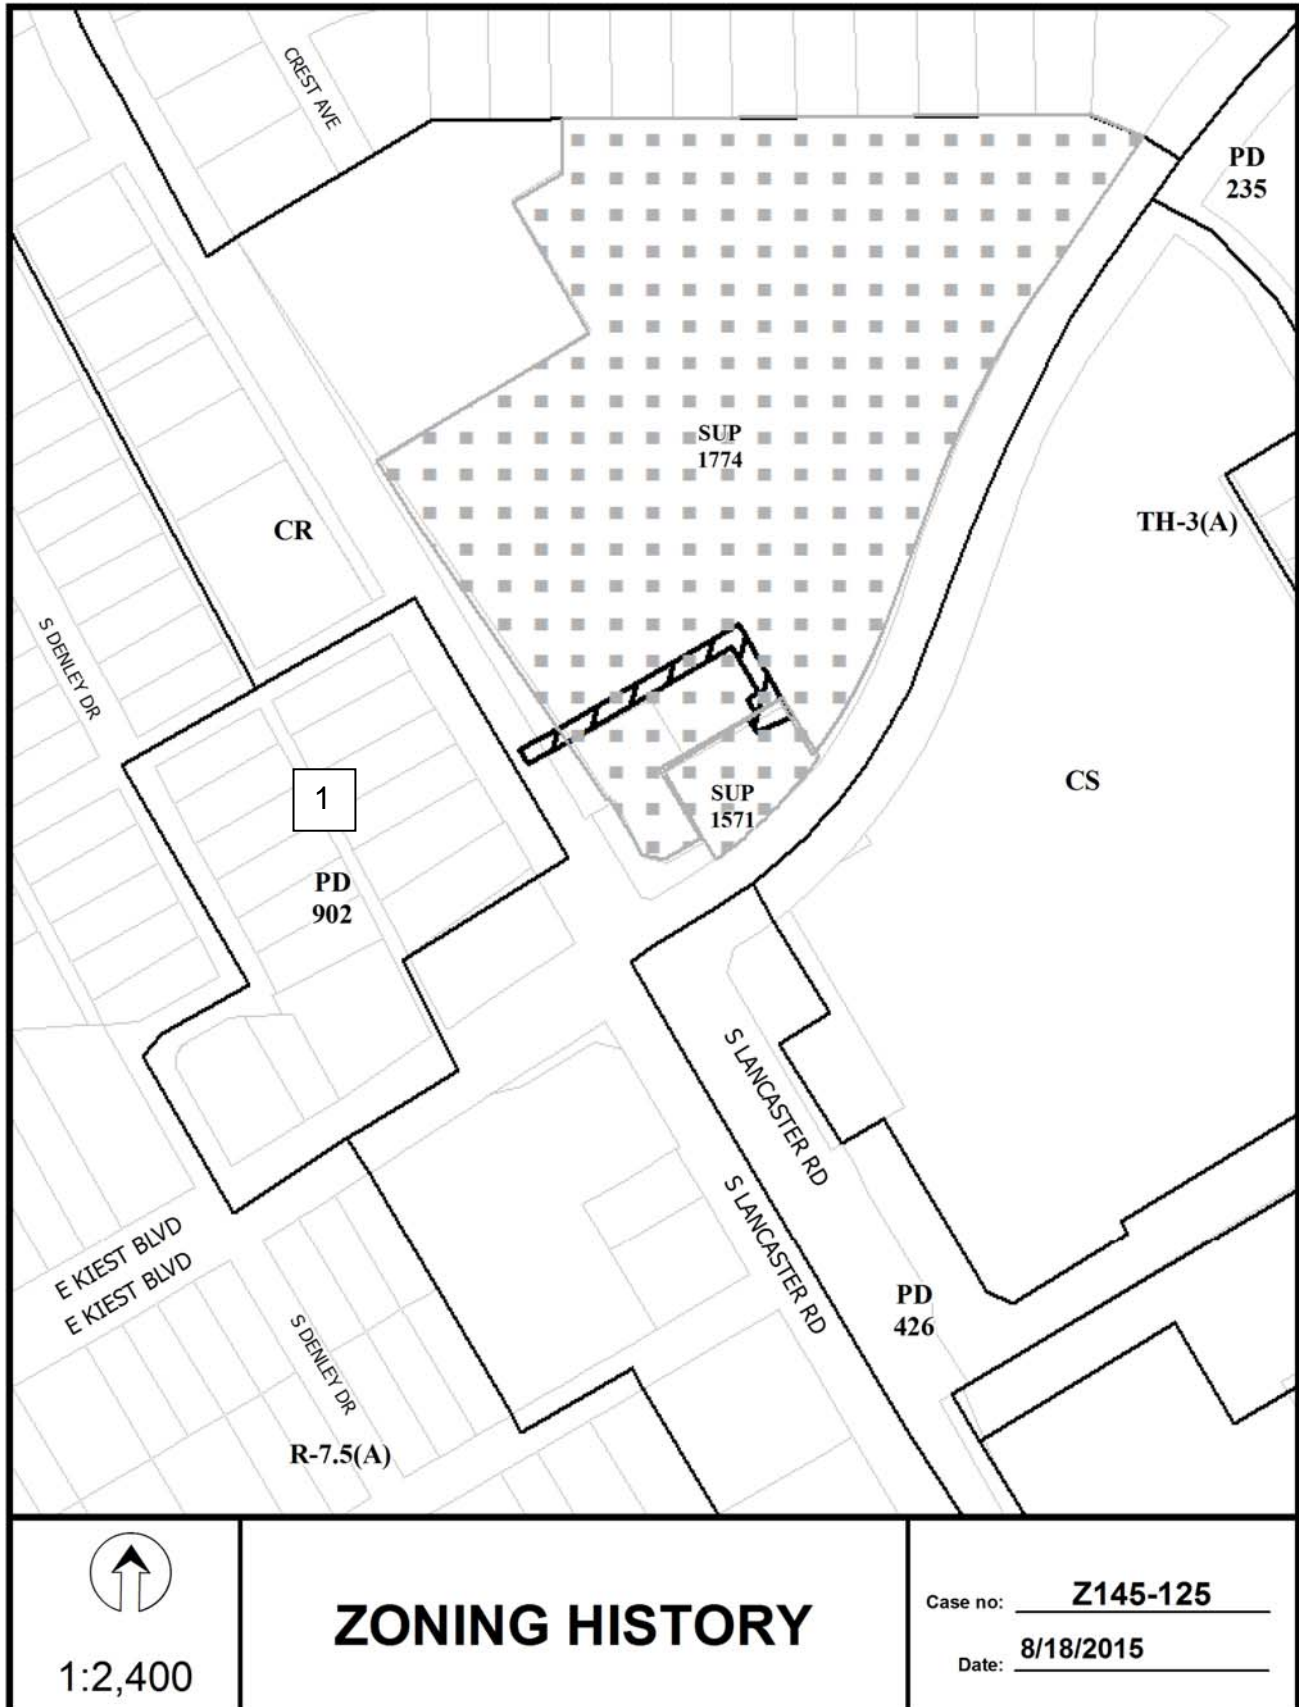 CREST AVE
PD
235
SUP
1774
TH-3(A)
CR
S DENLEY DR
CS
1
SUP
1571
PD
902
S LANCASTER RD
S LANCASTER RD
E KIEST BLVD
E KIEST BLVD
PD
426
S DENLEY DR
R-7.5(A)
1:2,400
ZONING HISTORY
Case no: Z145-125
Date: 8/18/2015